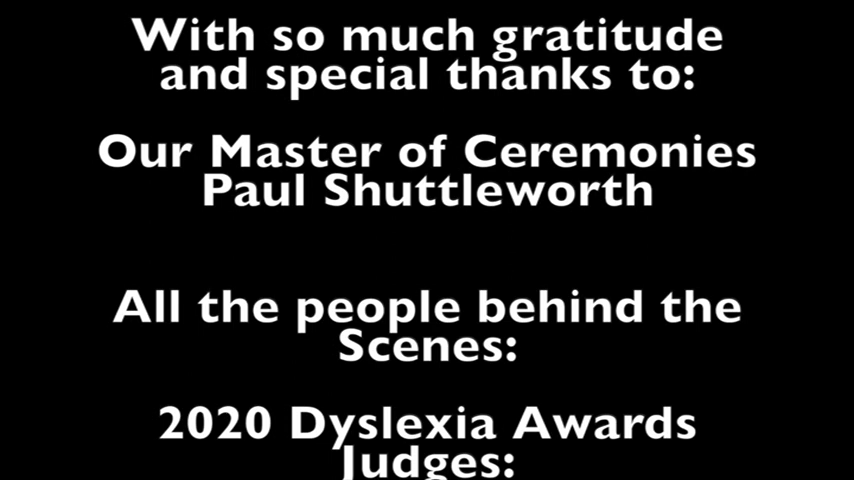 With so much gratitude
and special thanks to:
Our Master of Ceremonies
Paul Shuttleworth
All the people behind the
Scenes:
2020 Dyslexia Awards
Judges: